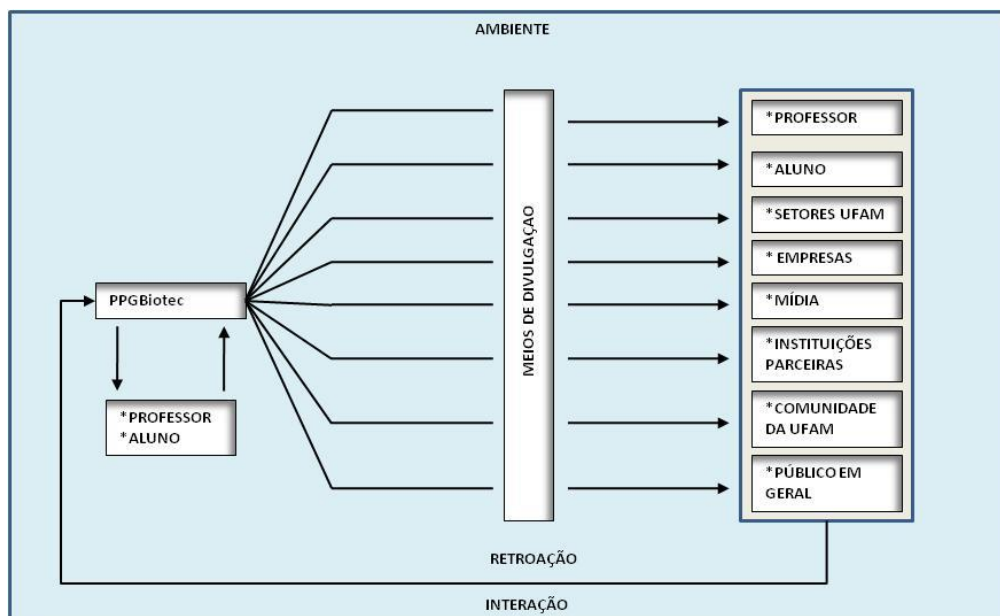 AMBIENTE
*PROFESSOR
*ALUNO
*SETORES UFAM
* EMPRESAS
*MÍDIA
*INSTITUIÇÕES
PARCEIRAS
*COMUNIDADE
DA UFAM
*PÚBLICO EM
GERAL
MEIOS DE DIVULGAÇAO
PPGBiotec
*PROFESSOR
*ALUNO
RETROAÇÃO
INTERAÇÃO